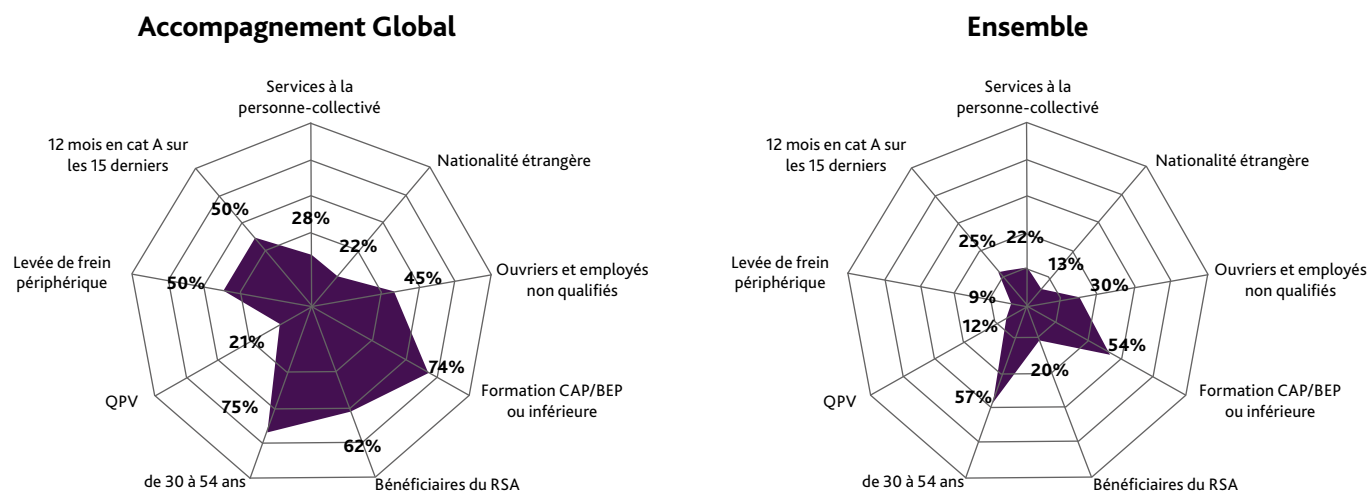 Accompagnement Global
Services à la
personne-collectivé
12 mois en cat A sur
les 15 derniers
Nationalité étrangère
50%
28%
22%
Levée de frein
périphérique
50%
45%
Ouvriers et employés
non qualifiés
21%
74%
QPV
75%
62%
Formation CAP/BEP
ou inférieure
de 30 à 54 ans
Bénéficiaires du RSA
Ensemble
Services à la
personne-collectivé
12 mois en cat A sur
les 15 derniers
Nationalité étrangère
25%
22%
13%
Levée de frein
périphérique
9%
30%
Ouvriers et employés
non qualifiés
12%
54%
20%
57%
QPV
Formation CAP/BEP
ou inférieure
de 30 à 54 ans
Bénéficiaires du RSA